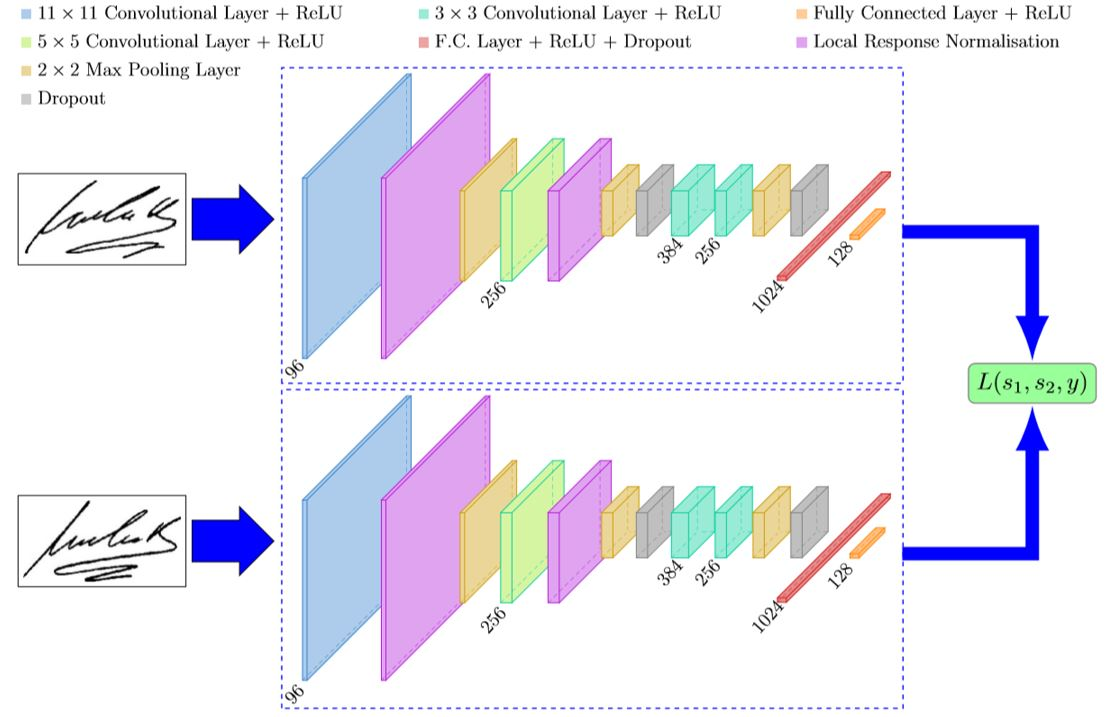 11 × 11 Convolutional Layer + ReLU
3 × 3 Convolutional Layer + ReLU
Fully Connected Layer + ReLU
5 × 5 Convolutional Layer + ReLU
F.C. Layer + ReLU + Dropout
Local Response Normalisation
2 × 2 Max Pooling Layer
Dropout
96
256
384
256
1024
128
L(s₁, s₂, y)
96
256
384
256
1024
128